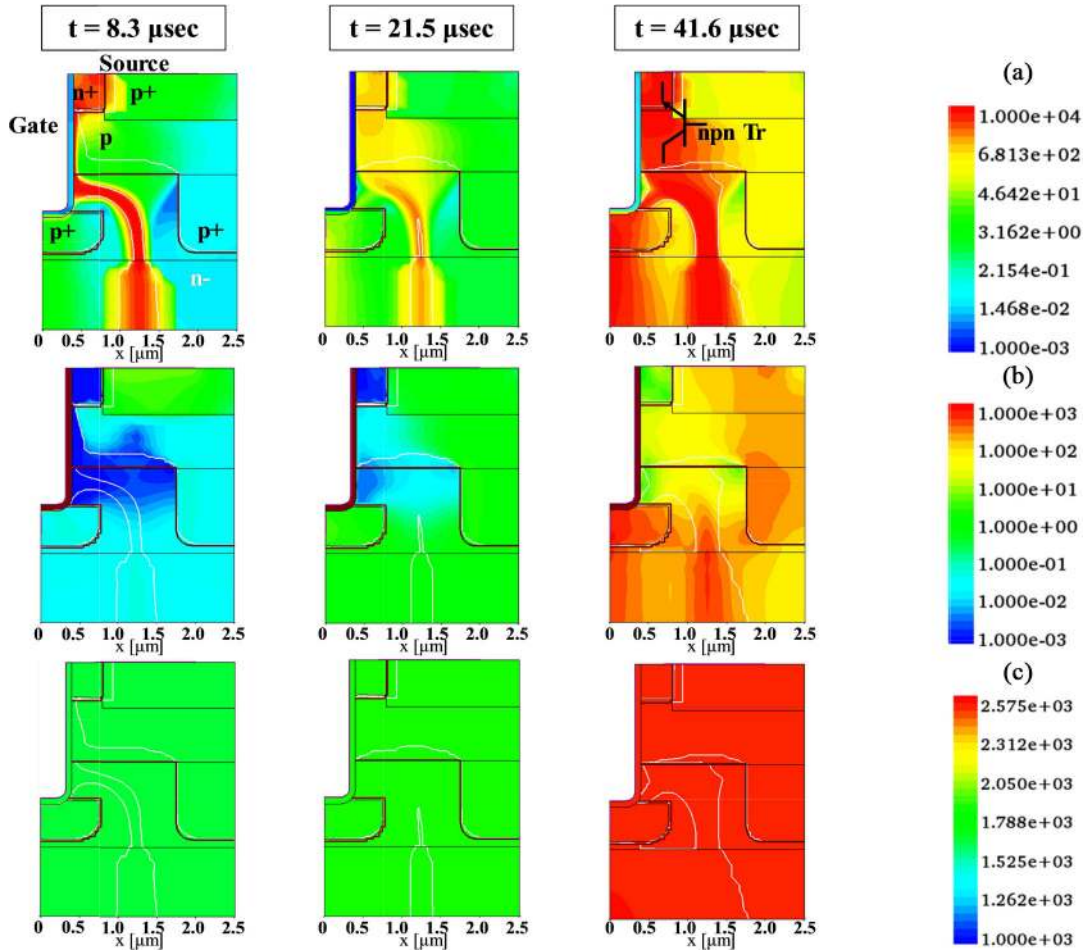 t = 8.3 µsec
t = 21.5 µsec
t = 41.6 µsec
Source
(a)
n+ p+
Gate
p
npn Tr
p+
p+
n-
1.000e+04
6.813e+02
4.642e+01
3.162e+00
2.154e-01
1.468e-02
1.000e-03
0 0.5 1.0 1.5 2.0 2.5
x [µm]
0 0.5 1.0 1.5 2.0 2.5
x [µm]
0 0.5 1.0 1.5 2.0 2.5
x [µm]
(b)
1.000e+03
1.000e+02
1.000e+01
1.000e+00
1.000e-01
1.000e-02
1.000e-03
0 0.5 1.0 1.5 2.0 2.5
x [µm]
0 0.5 1.0 1.5 2.0 2.5
x [µm]
0 0.5 1.0 1.5 2.0 2.5
x [µm]
(c)
2.575e+03
2.312e+03
2.050e+03
1.788e+03
1.525e+03
1.262e+03
1.000e+03
0 0.5 1.0 1.5 2.0 2.5
x [µm]
0 0.5 1.0 1.5 2.0 2.5
x [µm]
0 0.5 1.0 1.5 2.0 2.5
x [µm]